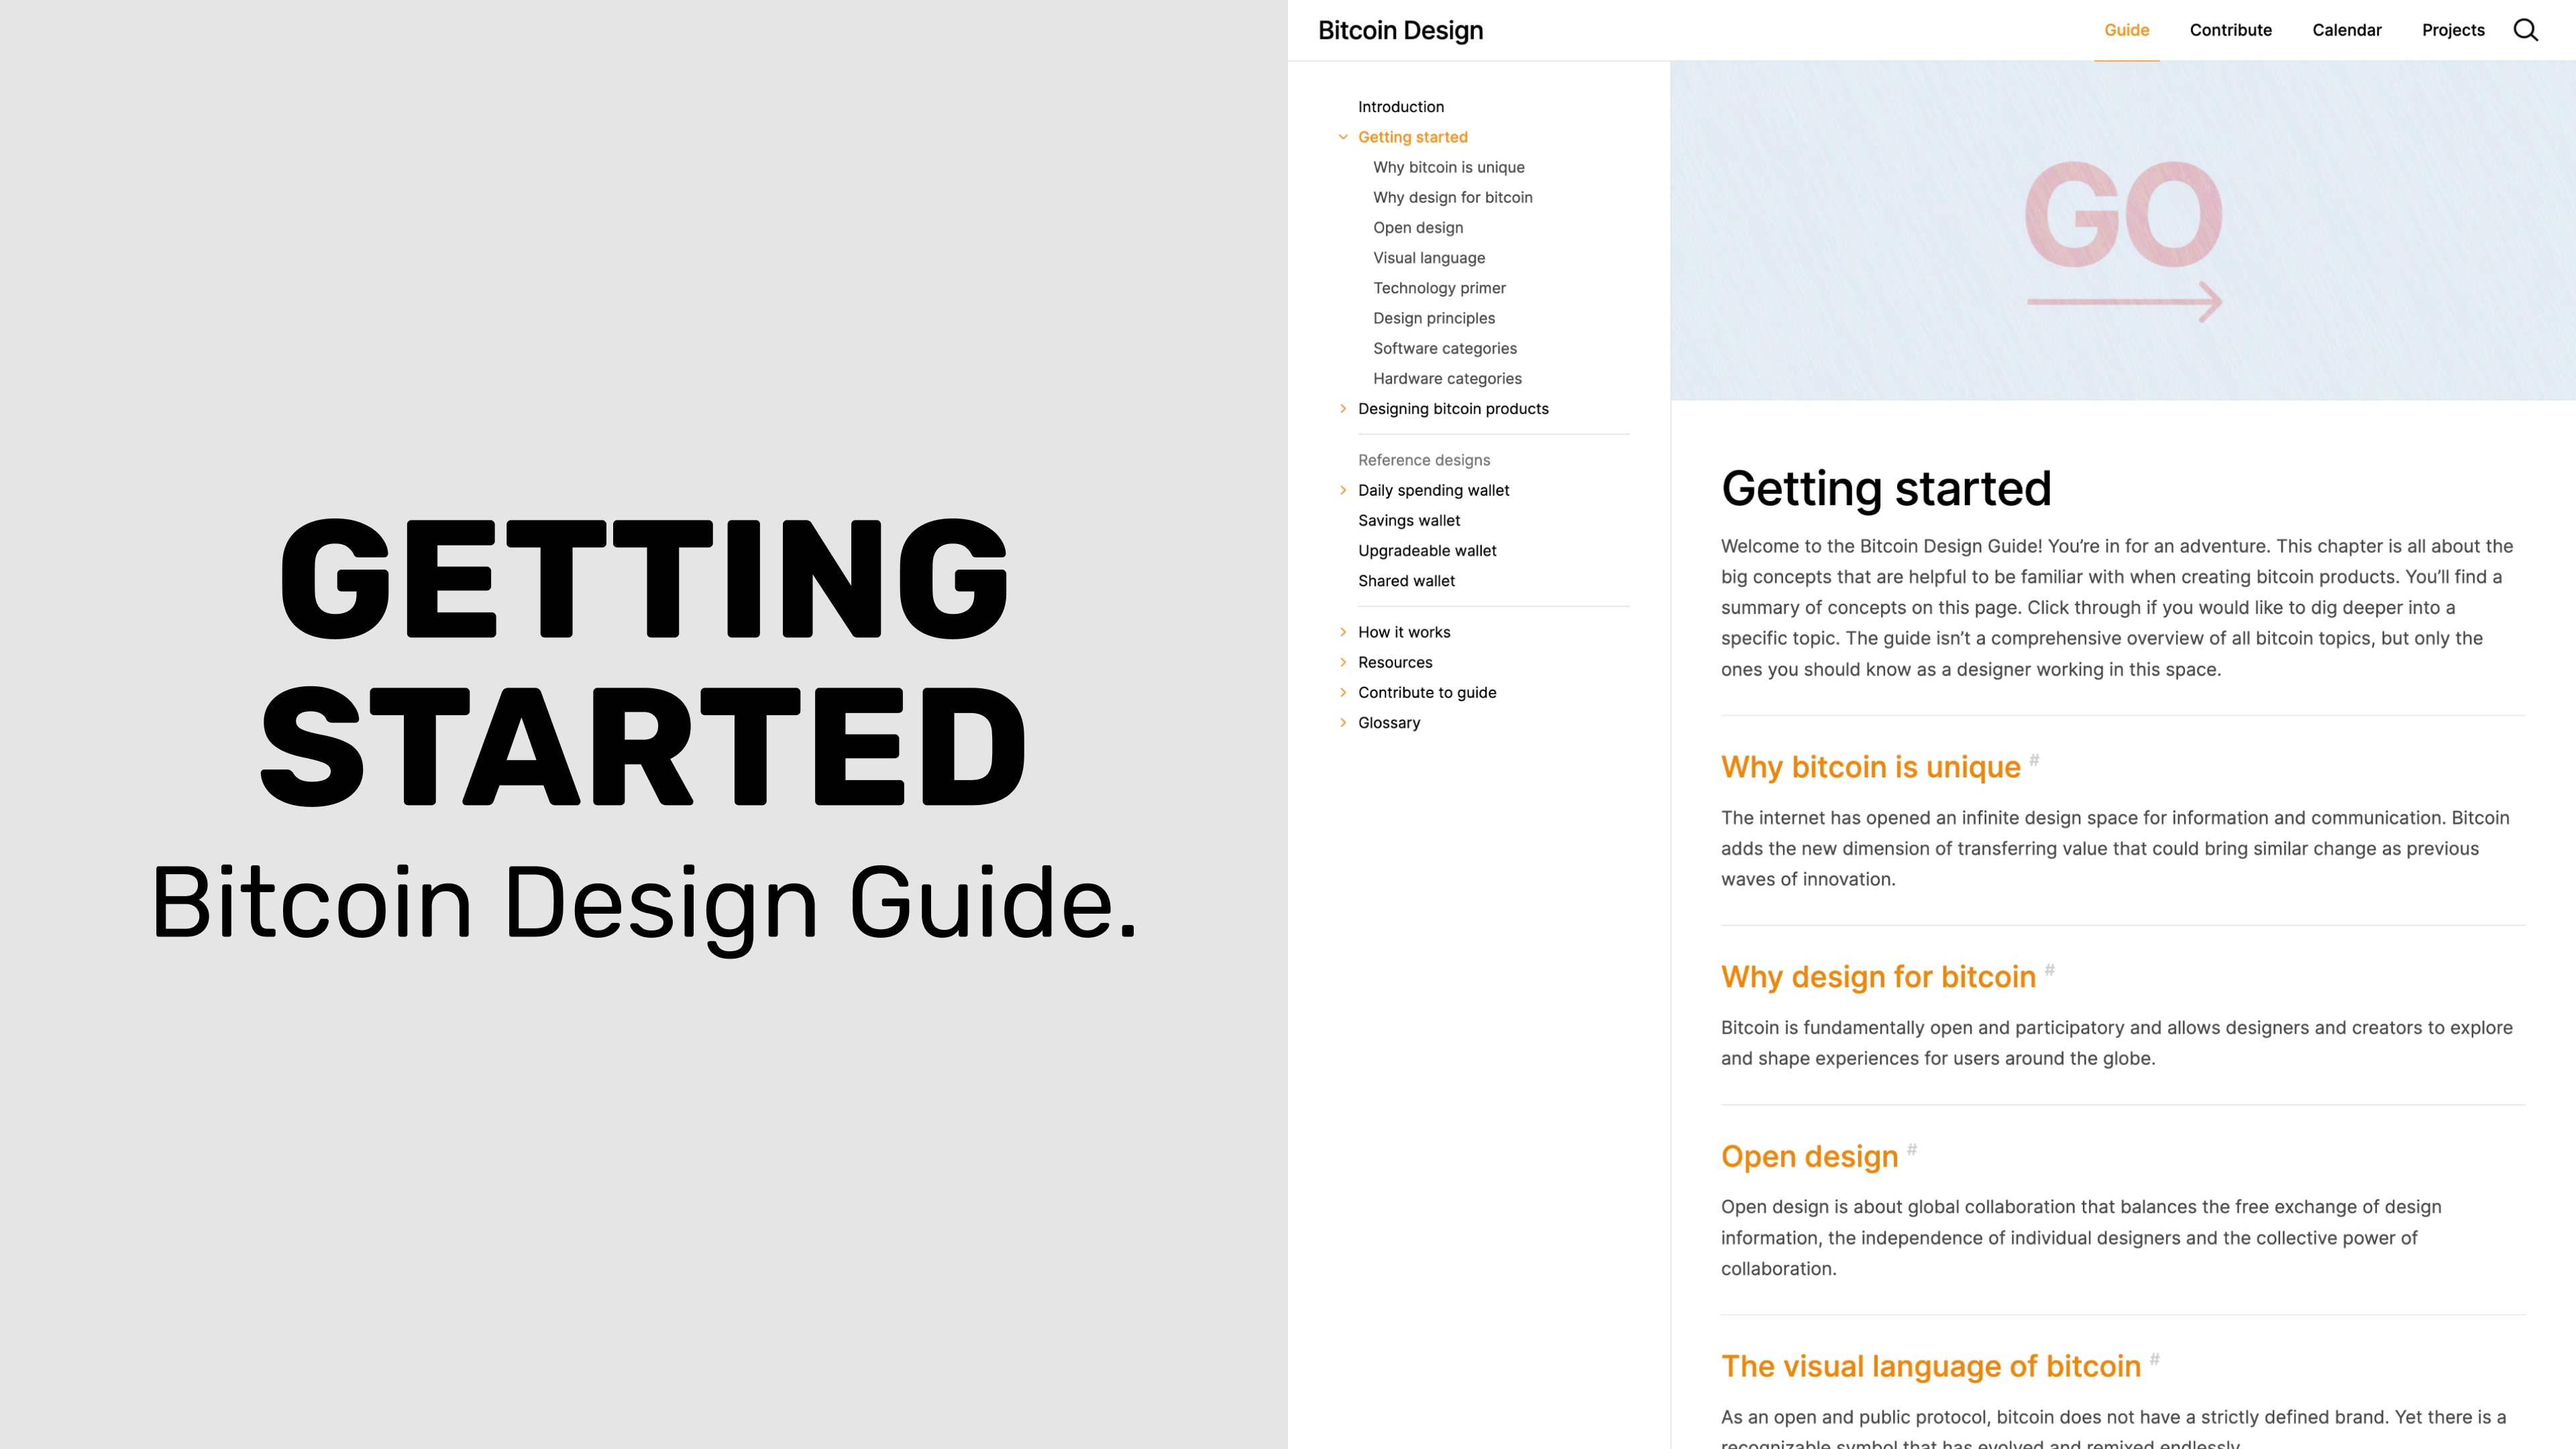 GETTING
STARTED
Bitcoin Design Guide.
Bitcoin Design
Guide
Contribute
Calendar
Projects
Introduction
Getting started
Why bitcoin is unique
Why design for bitcoin
Open design
Visual language
Technology primer
Design principles
Software categories
Hardware categories
Designing bitcoin products
Reference designs
Daily spending wallet
Savings wallet
Upgradeable wallet
Shared wallet
How it works
Resources
Contribute to guide
Glossary
GO
Getting started
Welcome to the Bitcoin Design Guide! You’re in for an adventure. This chapter is all about the
big concepts that are helpful to be familiar with when creating bitcoin products. You’ll find a
summary of concepts on this page. Click through if you would like to dig deeper into a
specific topic. The guide isn’t a comprehensive overview of all bitcoin topics, but only the
ones you should know as a designer working in this space.
Why bitcoin is unique #
The internet has opened an infinite design space for information and communication. Bitcoin
adds the new dimension of transferring value that could bring similar change as previous
waves of innovation.
Why design for bitcoin #
Bitcoin is fundamentally open and participatory and allows designers and creators to explore
and shape experiences for users around the globe.
Open design #
Open design is about global collaboration that balances the free exchange of design
information, the independence of individual designers and the collective power of
collaboration.
The visual language of bitcoin #
As an open and public protocol, bitcoin does not have a strictly defined brand. Yet there is a
recognizable symbol that has evolved and remixed endlessly.